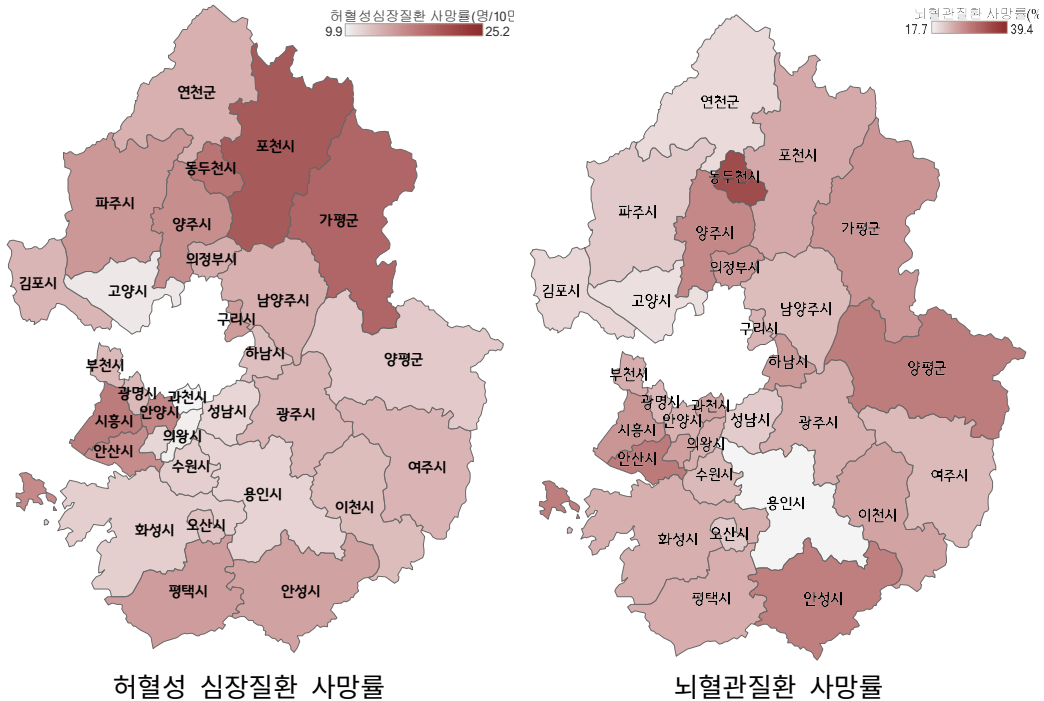 허혈성심장질환 사망률(명/10만
9.9 25.2
연천군
포천시
동두천시
파주시
양주시
가평군
의정부시
김포시
고양시
남양주시
구리시
하남시
양평군
부천시
광명시
과천시
시흥시
안양시
성남시
광주시
의왕시
안산시
수원시
여주시
용인시
이천시
화성시
오산시
평택시
안성시
허혈성 심장질환 사망률
뇌혈관질환 사망률(%
17.7 39.4
연천군
포천시
동두천시
파주시
양주시
가평군
의정부시
김포시
고양시
남양주시
구리시
하남시
양평군
부천시
광명시
과천시
안양시
성남시
광주시
시흥시
의왕시
안산시
수원시
여주시
용인시
이천시
화성시
오산시
평택시
안성시
뇌혈관질환 사망률